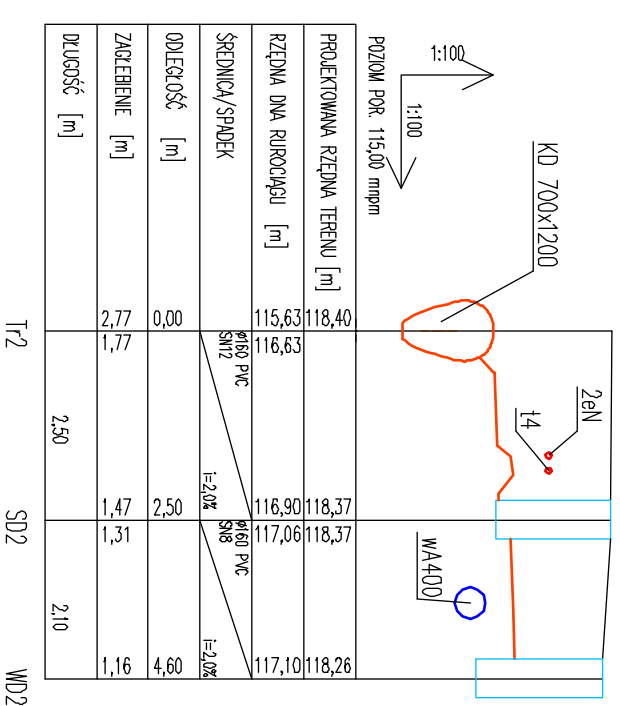 1:100
1:100
POZIOM POR. 115,00 mnpm
KD 700x1200
2eN
t4
wA400
PROJEKTOWANA RZĘDNA TERENU [m]
118,40
118,37
118,37
118,26
RZĘDNA DNA RUROCIĄGU [m]
115,63
116,63
116,90
117,06
117,10
ŚREDNICA/SPADEK
ø160 PVC
SN12
i=2,0%
ø160 PVC
SN8
i=2,0%
ODLEGŁOŚĆ [m]
0,00
2,50
4,60
ZAGŁĘBIENIE [m]
2,77
1,77
1,47
1,31
1,16
DŁUGOŚĆ [m]
2,50
2,10
Tr2
SD2
WD2